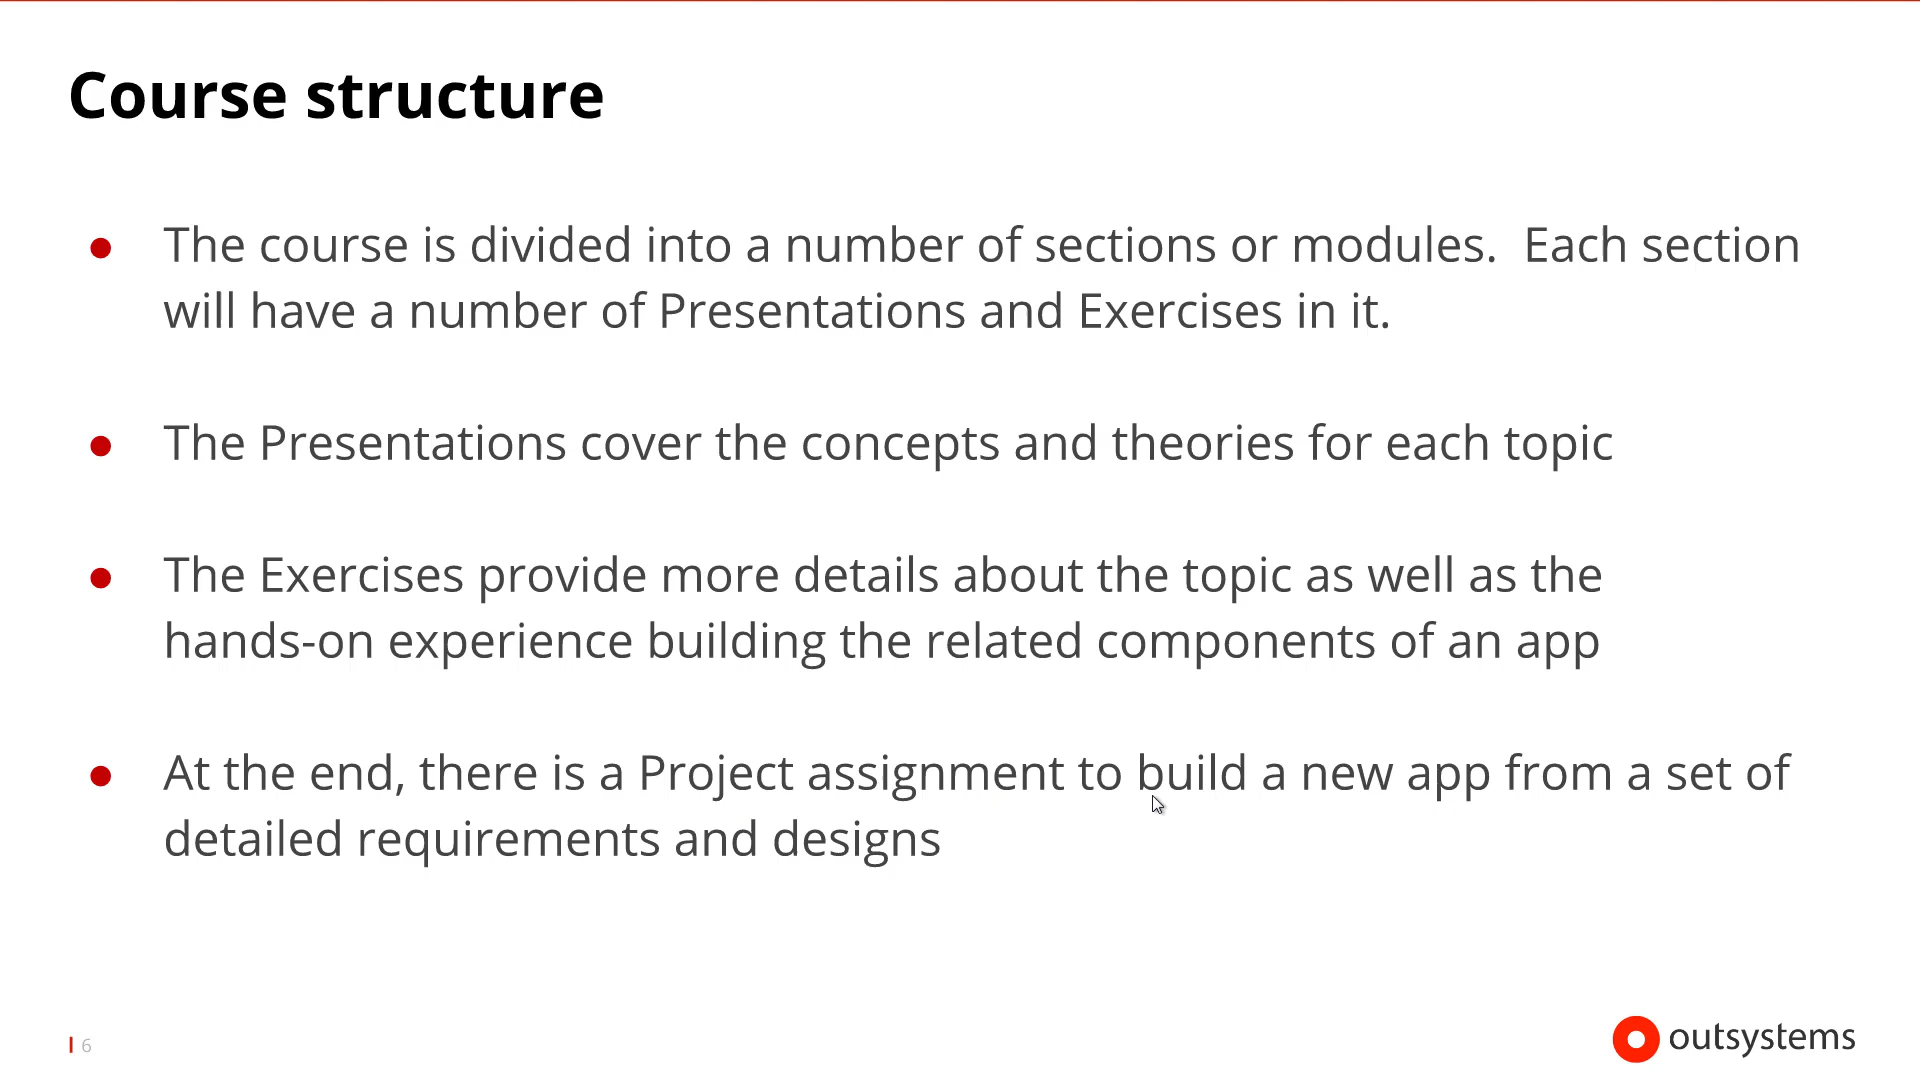 Course structure
● The course is divided into a number of sections or modules.  Each section
will have a number of Presentations and Exercises in it.
● The Presentations cover the concepts and theories for each topic
● The Exercises provide more details about the topic as well as the
hands-on experience building the related components of an app
● At the end, there is a Project assignment to build a new app from a set of
detailed requirements and designs
6
outsystems